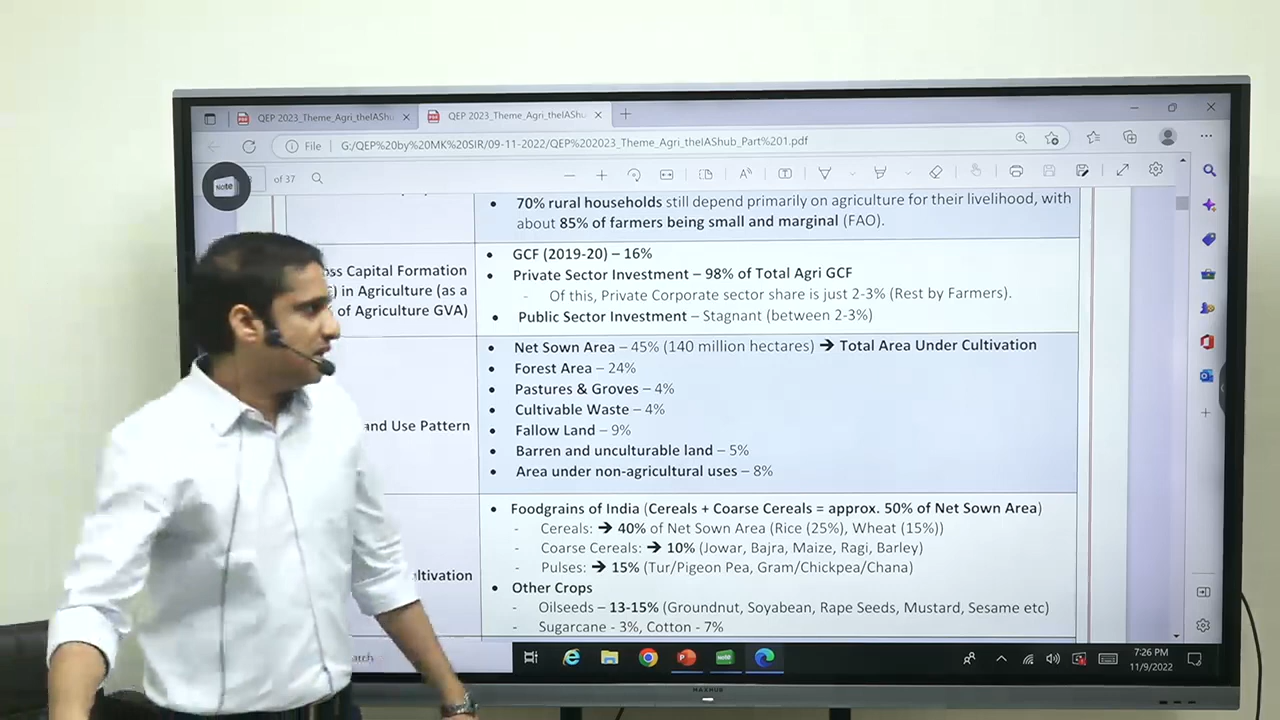 QEP 2023_Theme_Agri_theIAShu
QEP 2023_Theme_Agri_theIAShu
File
G:/QEP%20by%20MK%20SIR/09-11-2022/QEP%202023_Theme_Agri_theIAShub_Part%201.pdf
Note
of 37
• 70% rural households still depend primarily on agriculture for their livelihood, with
about 85% of farmers being small and marginal (FAO).
oss Capital Formation
) in Agriculture (as a
of Agriculture GVA)
• GCF (2019-20) – 16%
• Private Sector Investment – 98% of Total Agri GCF
- Of this, Private Corporate sector share is just 2-3% (Rest by Farmers).
• Public Sector Investment – Stagnant (between 2-3%)
and Use Pattern
• Net Sown Area – 45% (140 million hectares) ➔ Total Area Under Cultivation
• Forest Area – 24%
• Pastures & Groves – 4%
• Cultivable Waste – 4%
• Fallow Land – 9%
• Barren and unculturable land – 5%
• Area under non-agricultural uses – 8%
ltivation
• Foodgrains of India (Cereals + Coarse Cereals = approx. 50% of Net Sown Area)
- Cereals: ➔ 40% of Net Sown Area (Rice (25%), Wheat (15%))
- Coarse Cereals: ➔ 10% (Jowar, Bajra, Maize, Ragi, Barley)
- Pulses: ➔ 15% (Tur/Pigeon Pea, Gram/Chickpea/Chana)
• Other Crops
- Oilseeds – 13-15% (Groundnut, Soyabean, Rape Seeds, Mustard, Sesame etc)
- Sugarcane - 3%, Cotton - 7%
arch
7:26 PM
11/9/2022
MAXHUB